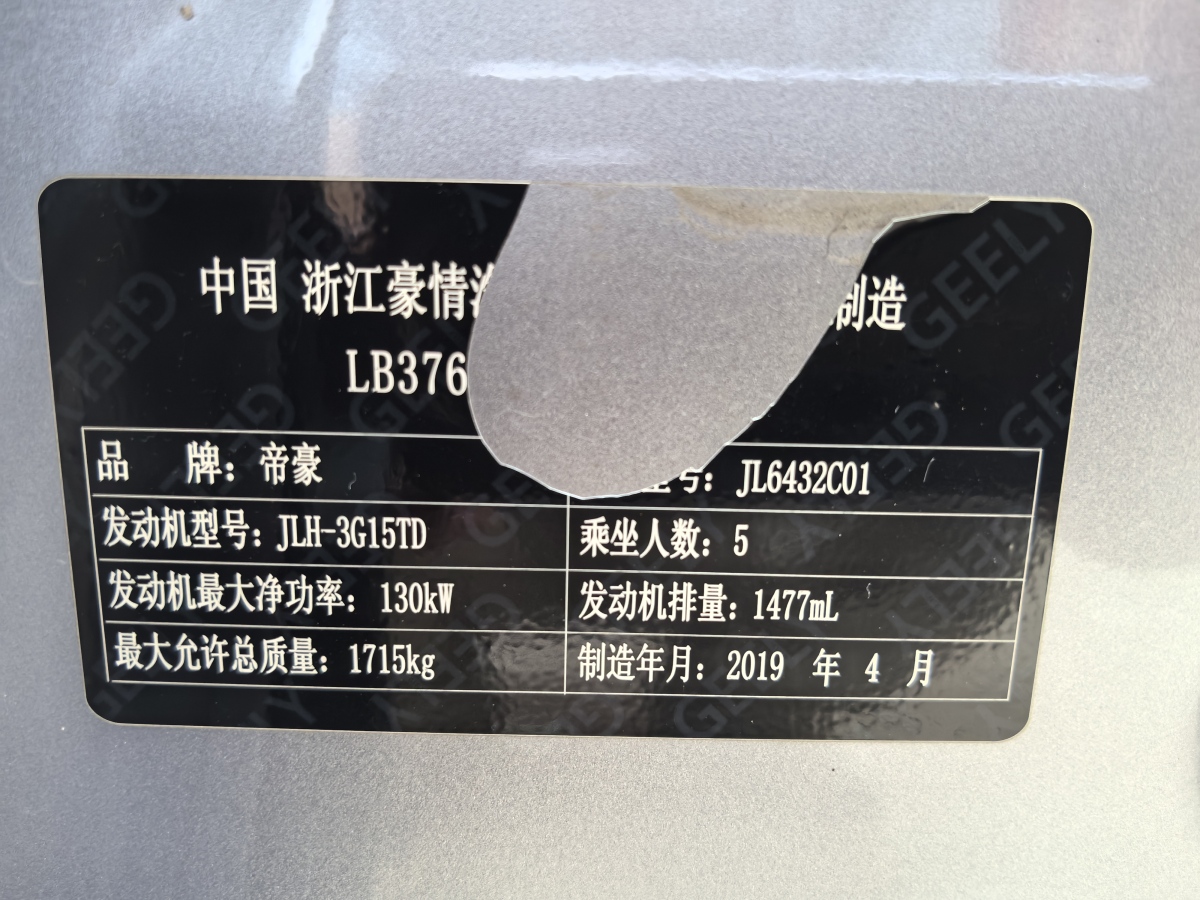 中国 浙江豪情 制造
LB376
品 牌：帝豪 号：JL6432C01
发动机型号：JLH-3G15TD 乘坐人数：5
发动机最大净功率：130kW 发动机排量：1477mL
最大允许总质量：1715kg 制造年月：2019 年 4 月
GEELY